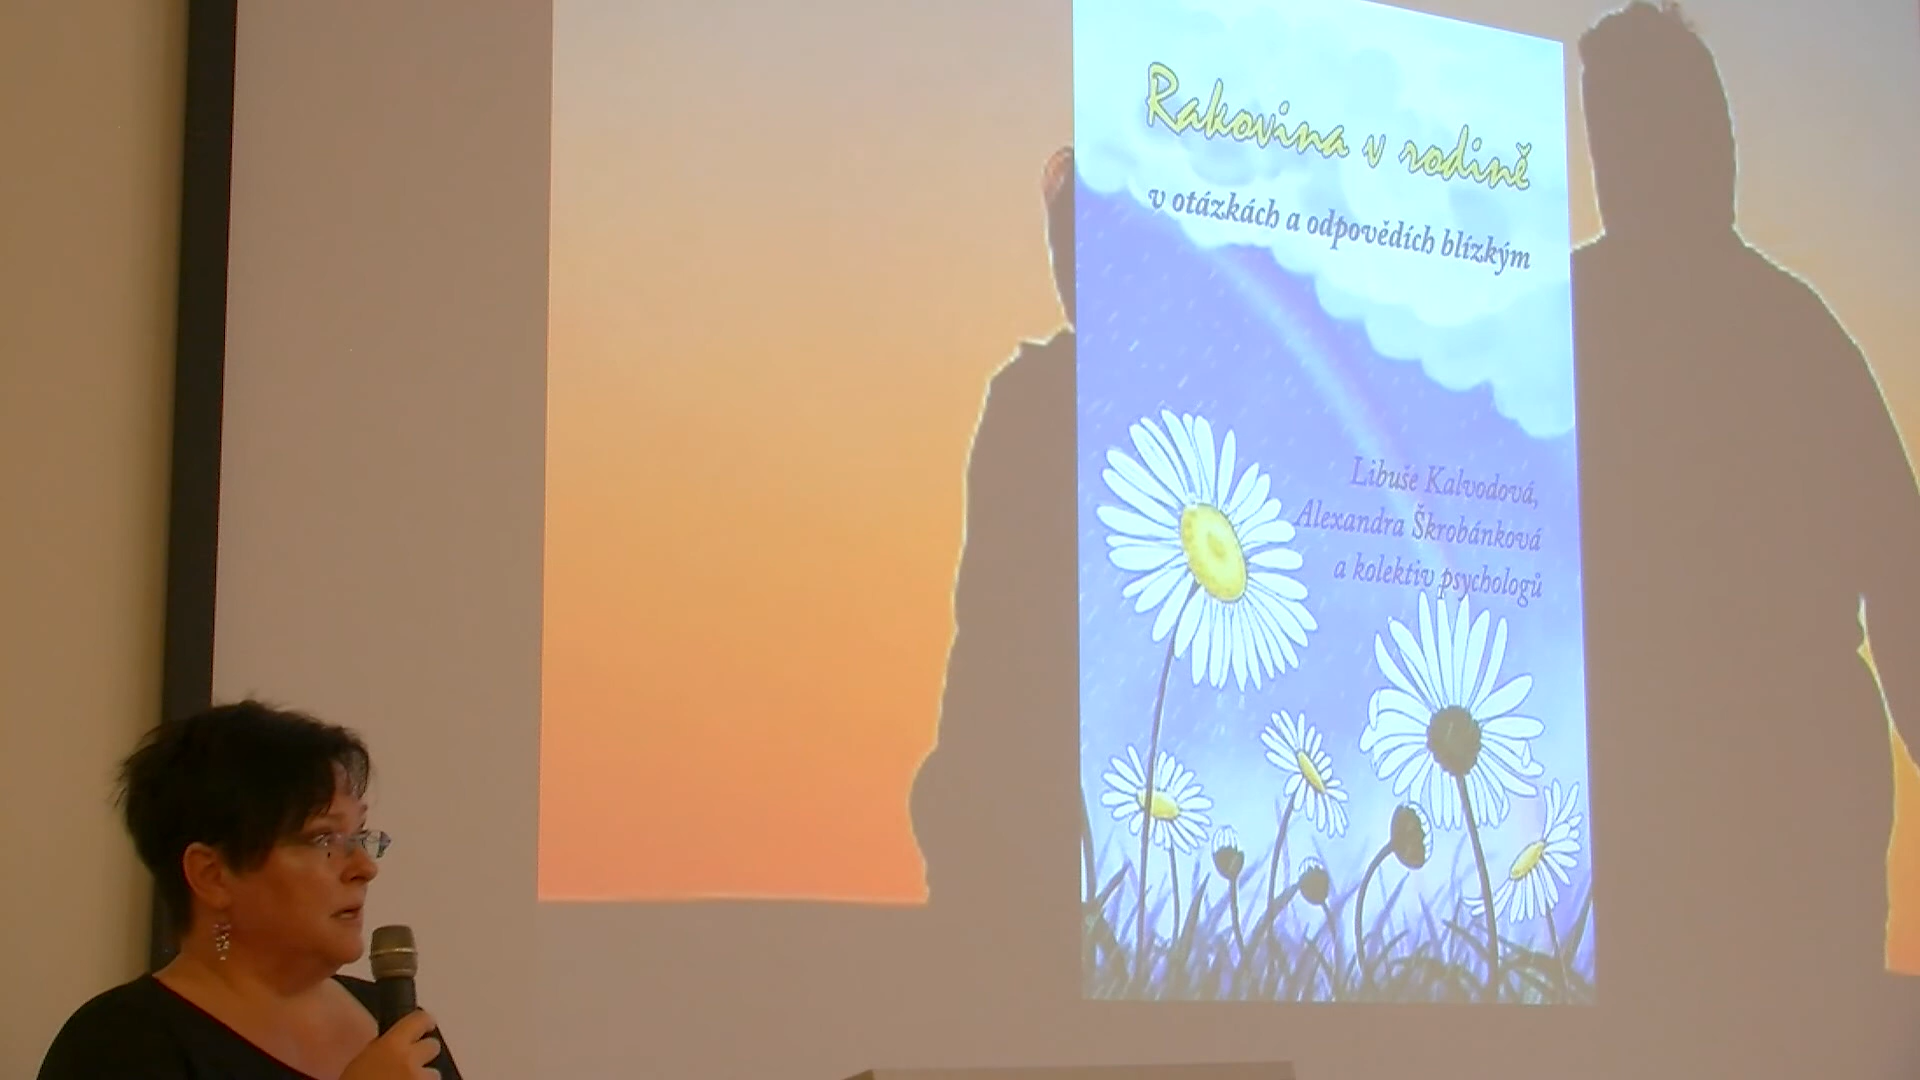 Rakovina v rodině
v otázkách a odpovědích blízkým
Libuše Kalvodová,
Alexandra Škrobánková
a kolektiv psychologů